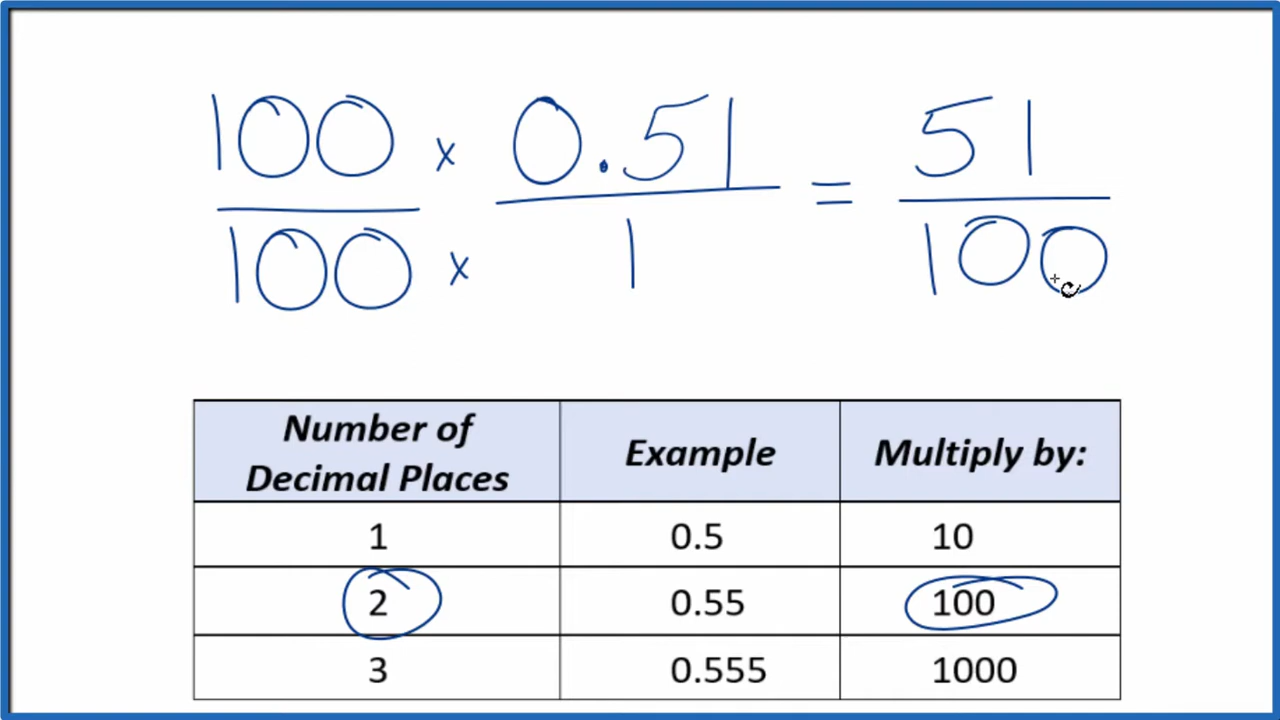 100 × 0.51 = 51
100 × 1 100
Number of Decimal Places Example Multiply by:
1 0.5 10
2 0.55 100
3 0.555 1000